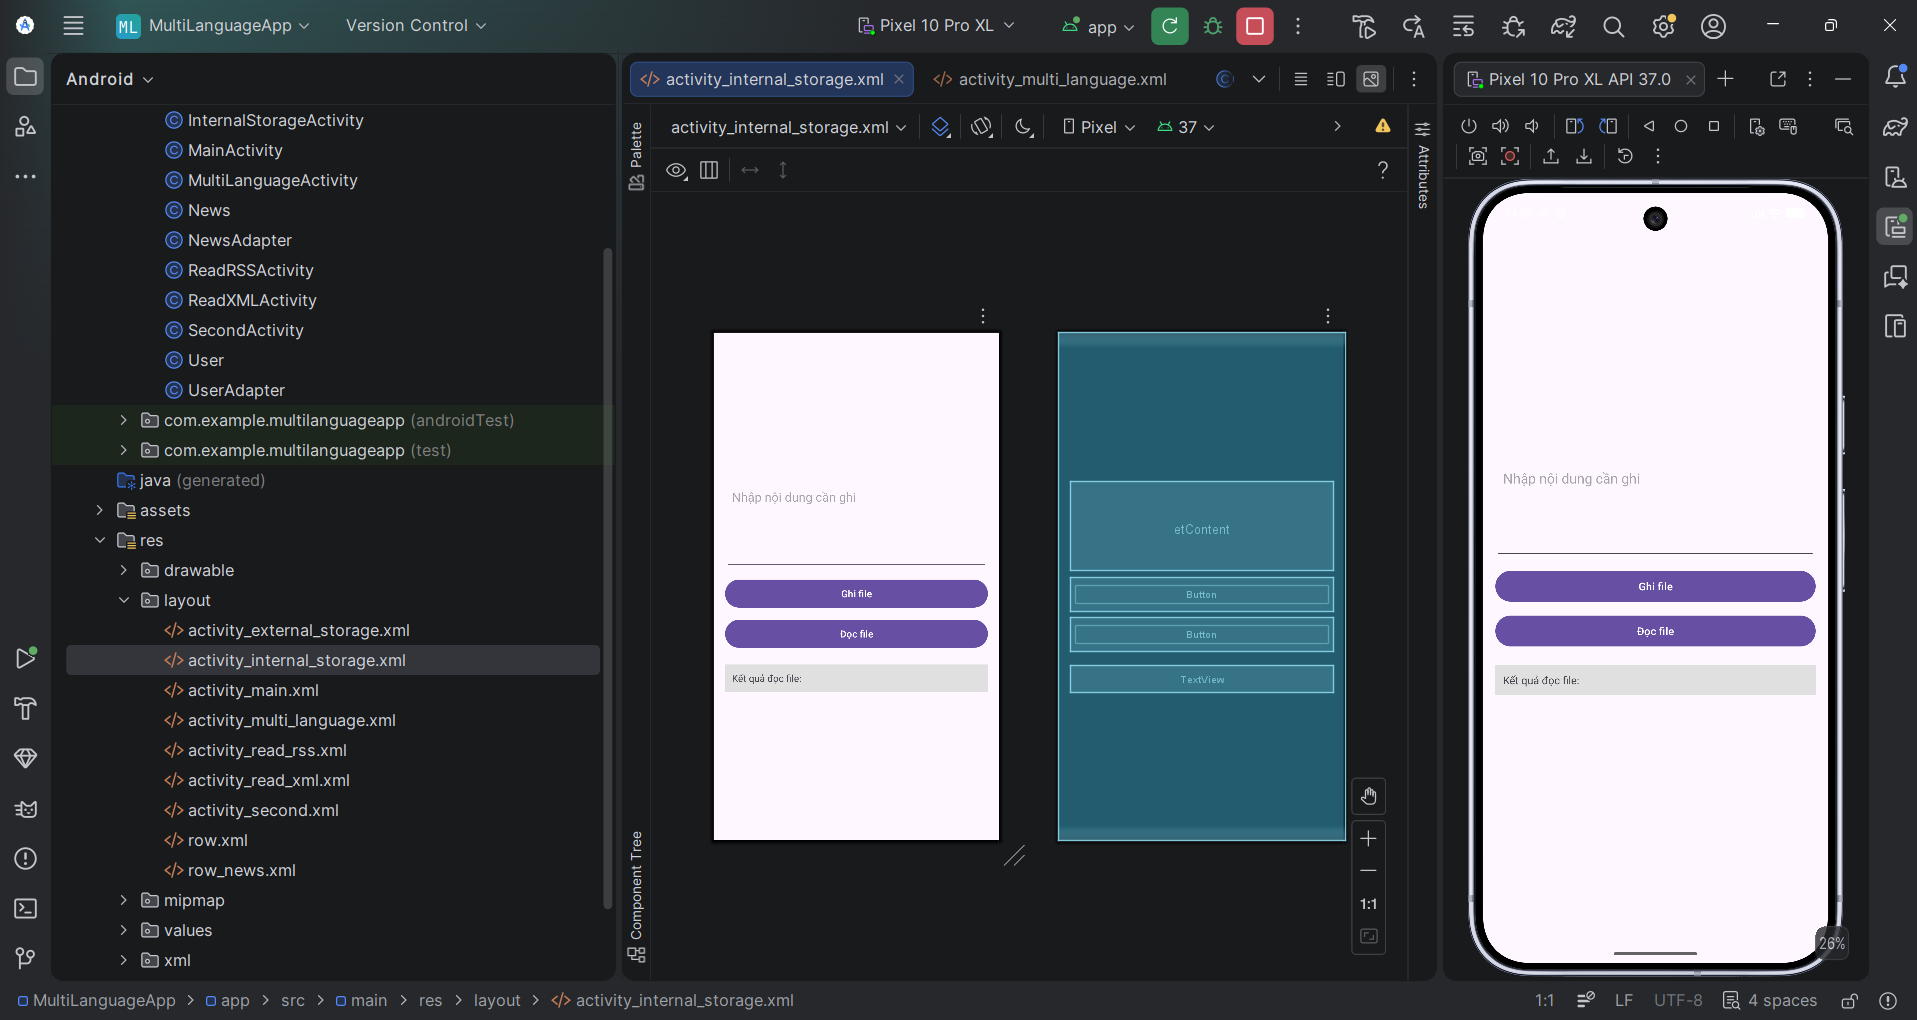 ML MultiLanguageApp Version Control Pixel 10 Pro XL app
Android
InternalStorageActivity
MainActivity
MultiLanguageActivity
News
NewsAdapter
ReadRSSActivity
ReadXMLActivity
SecondActivity
User
UserAdapter
com.example.multilanguageapp (androidTest)
com.example.multilanguageapp (test)
java (generated)
assets
res
drawable
layout
activity_external_storage.xml
activity_internal_storage.xml
activity_main.xml
activity_multi_language.xml
activity_read_rss.xml
activity_read_xml.xml
activity_second.xml
row.xml
row_news.xml
mipmap
values
xml
activity_internal_storage.xml activity_multi_language.xml
activity_internal_storage.xml Pixel 37
Palette
Component Tree
Attributes
?
Nhập nội dung cần ghi
Ghi file
Đọc file
Kết quả đọc file:
etContent
Button
Button
TextView
1:1
Pixel 10 Pro XL API 37.0
Nhập nội dung cần ghi
Ghi file
Đọc file
Kết quả đọc file:
26%
MultiLanguageApp > app > src > main > res > layout > activity_internal_storage.xml
1:1 LF UTF-8 4 spaces